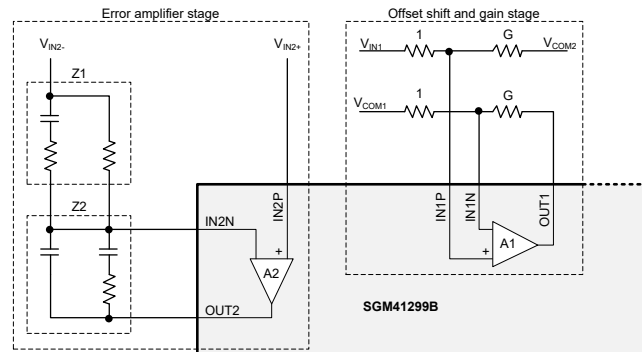 Error amplifier stage
Offset shift and gain stage
VIN2-
VIN2+
VIN1
1
G
VCOM2
Z1
VCOM1
1
G
Z2
IN2N
IN2P
IN1P
IN1N
OUT1
+
A2
+
A1
OUT2
SGM41299B